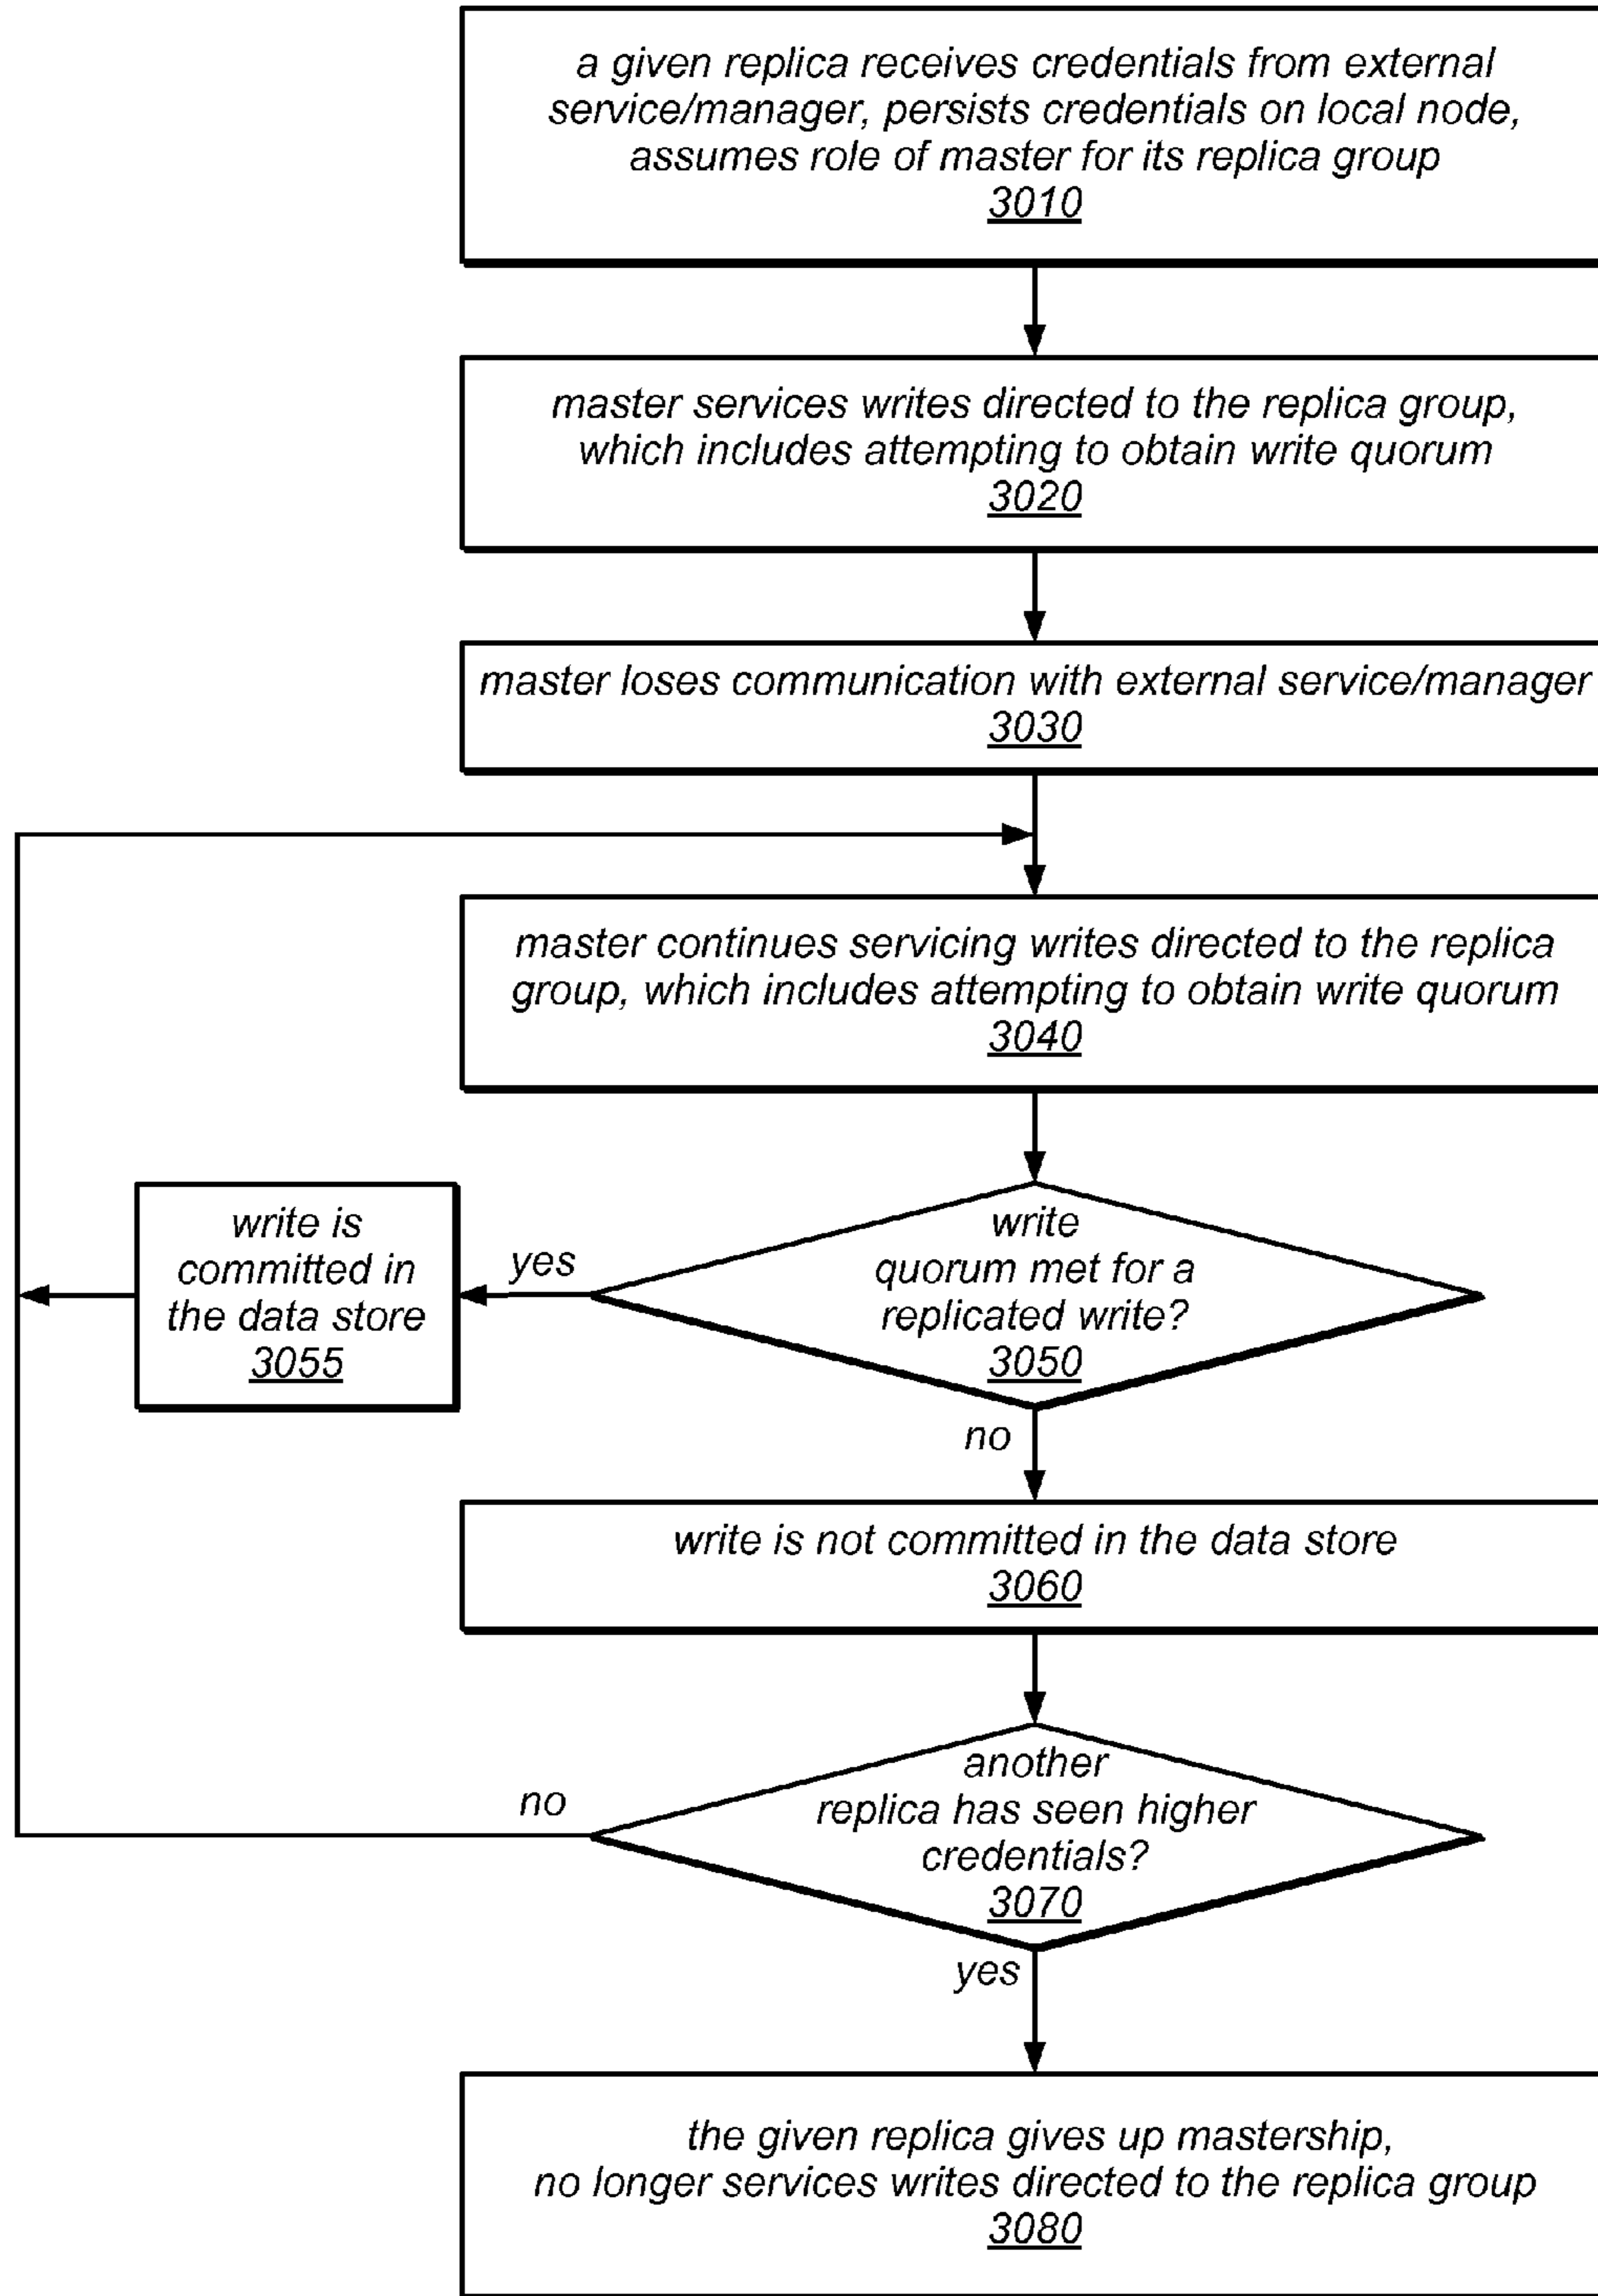 a given replica receives credentials from external
service/manager, persists credentials on local node,
assumes role of master for its replica group
3010
master services writes directed to the replica group,
which includes attempting to obtain write quorum
3020
master loses communication with external service/manager
3030
master continues servicing writes directed to the replica
group, which includes attempting to obtain write quorum
3040
write
quorum met for a
replicated write?
3050
yes
write is
committed in
the data store
3055
no
write is not committed in the data store
3060
another
replica has seen higher
credentials?
3070
no
yes
the given replica gives up mastership,
no longer services writes directed to the replica group
3080